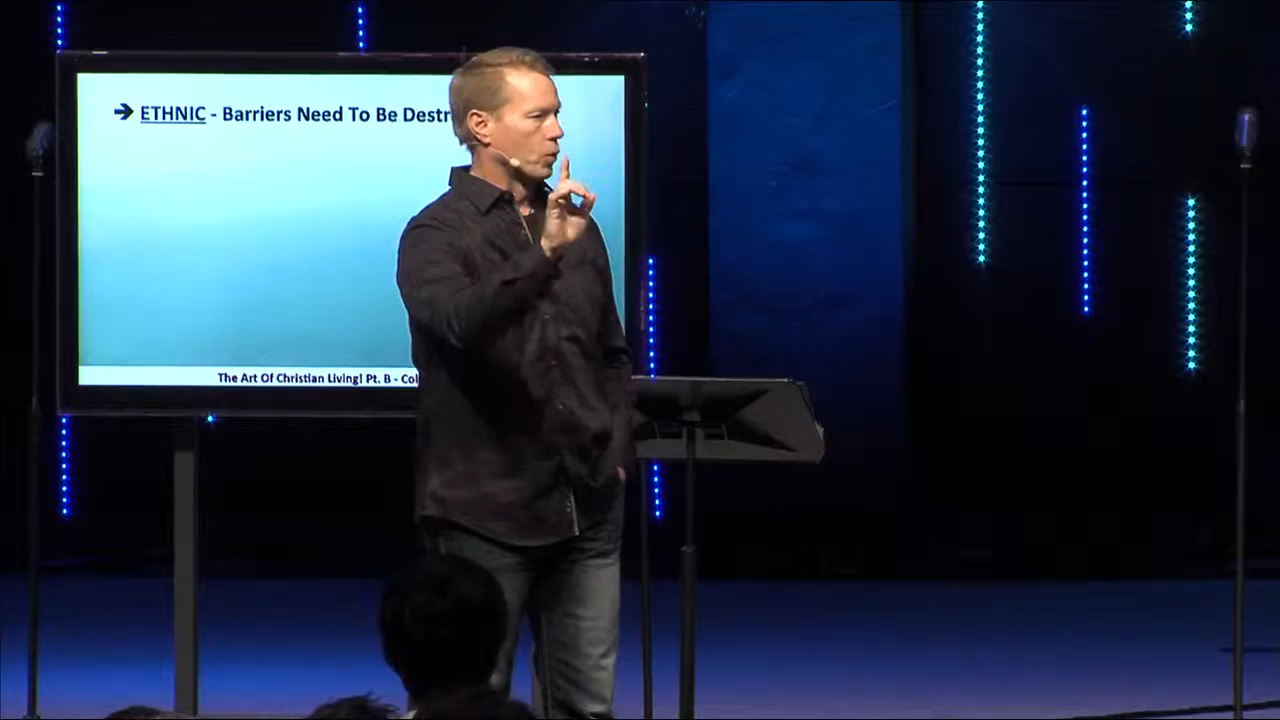 ➔ ETHNIC - Barriers Need To Be Destr
The Art Of Christian Living! Pt. B - Col